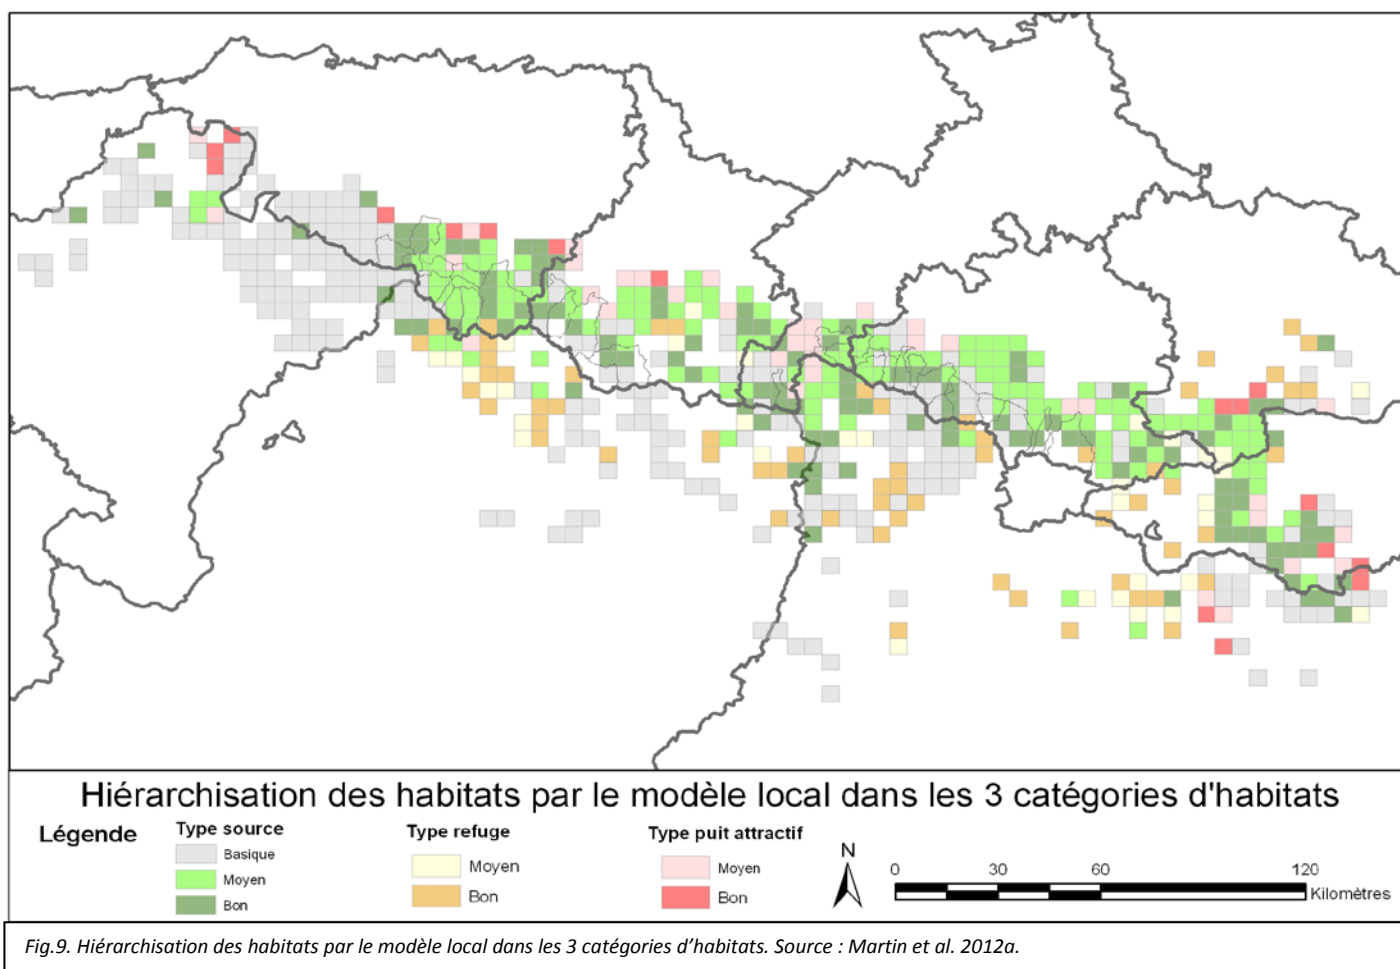 Hiérarchisation des habitats par le modèle local dans les 3 catégories d'habitats
Légende
Type source
Basique
Moyen
Bon
Type refuge
Moyen
Bon
Type puit attractif
Moyen
Bon
N
0 30 60 120
Kilomètres
Fig.9. Hiérarchisation des habitats par le modèle local dans les 3 catégories d’habitats. Source : Martin et al. 2012a.